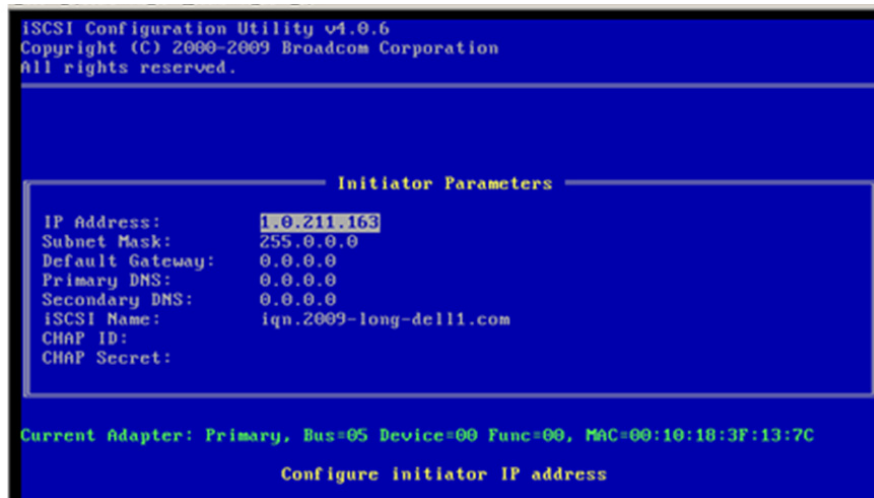 iSCSI Configuration Utility v4.0.6
Copyright (C) 2000-2009 Broadcom Corporation
All rights reserved.
Initiator Parameters
IP Address: 1.0.211.163
Subnet Mask: 255.0.0.0
Default Gateway: 0.0.0.0
Primary DNS: 0.0.0.0
Secondary DNS: 0.0.0.0
iSCSI Name: iqn.2009-long-dell1.com
CHAP ID:
CHAP Secret:
Current Adapter: Primary, Bus=05 Device=00 Func=00, MAC=00:10:18:3F:13:7C
Configure initiator IP address